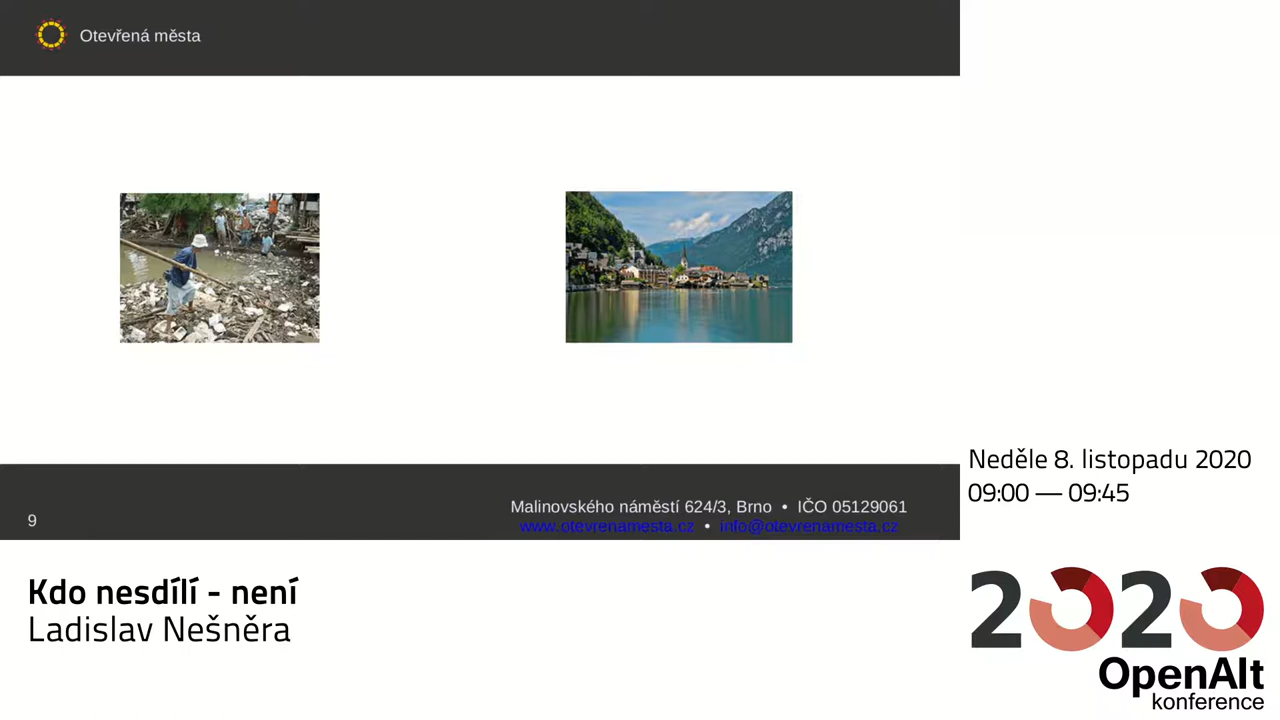 Otevřená města
9
Malinovského náměstí 624/3, Brno • IČO 05129061
www.otevrenamesta.cz • info@otevrenamesta.cz
Neděle 8. listopadu 2020
09:00 — 09:45
Kdo nesdílí - není
Ladislav Nešněra
2020
OpenAlt
konference